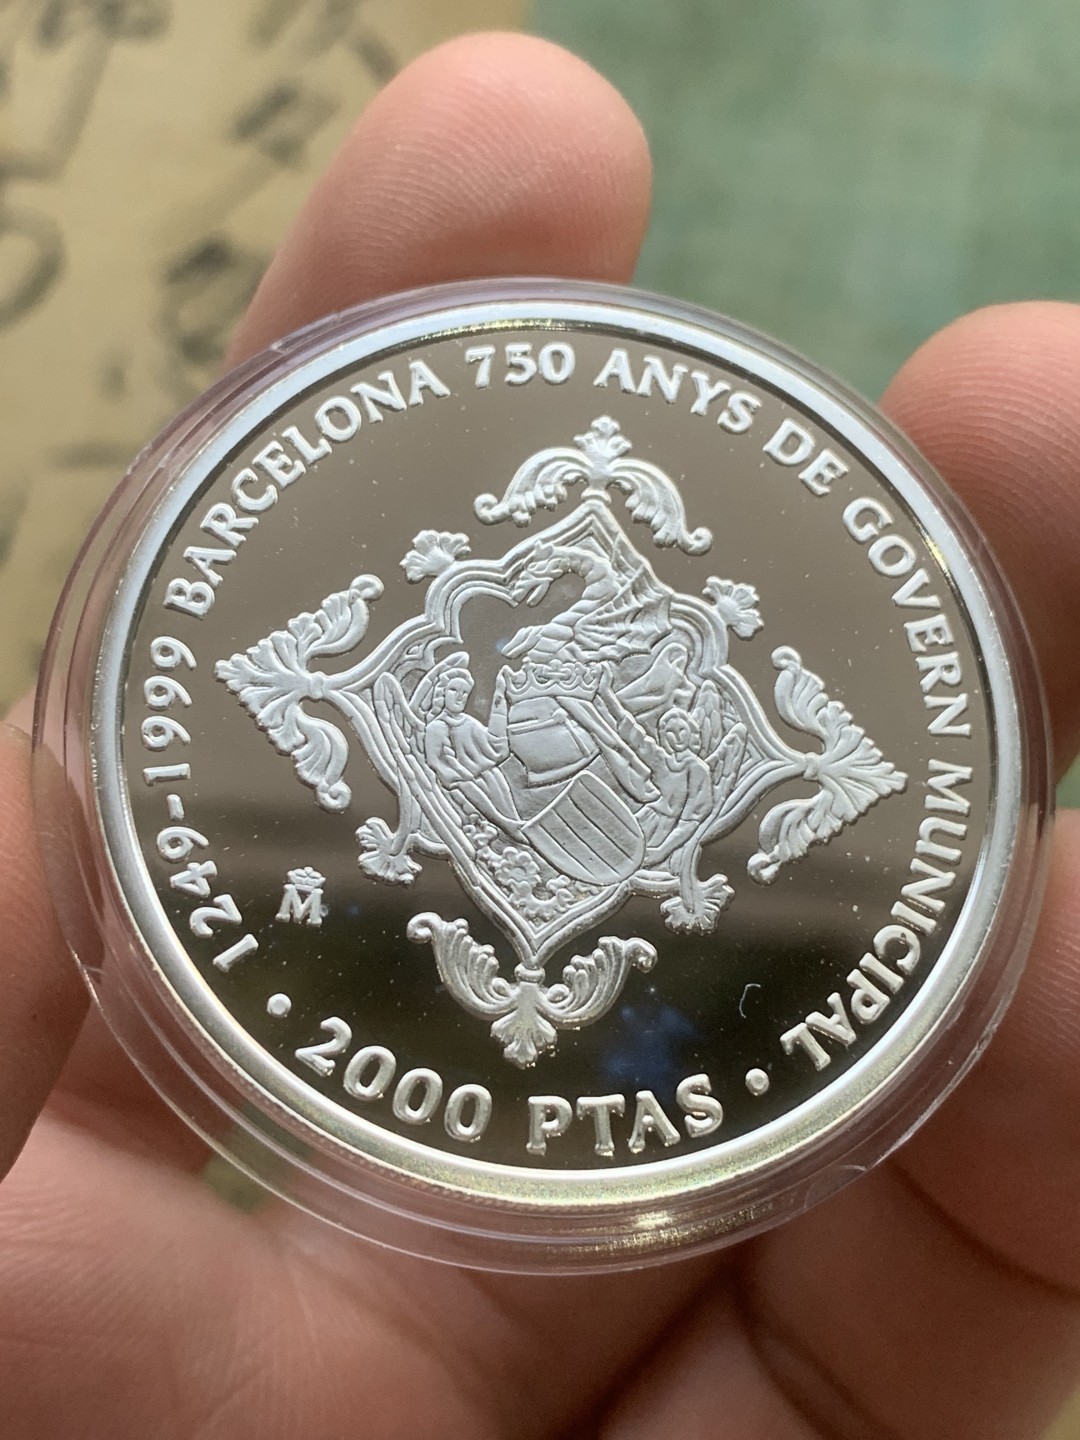 1249-1999 BARCELONA 750 ANYS DE GOVERN MUNICIPAL
M
• 2000 PTAS •